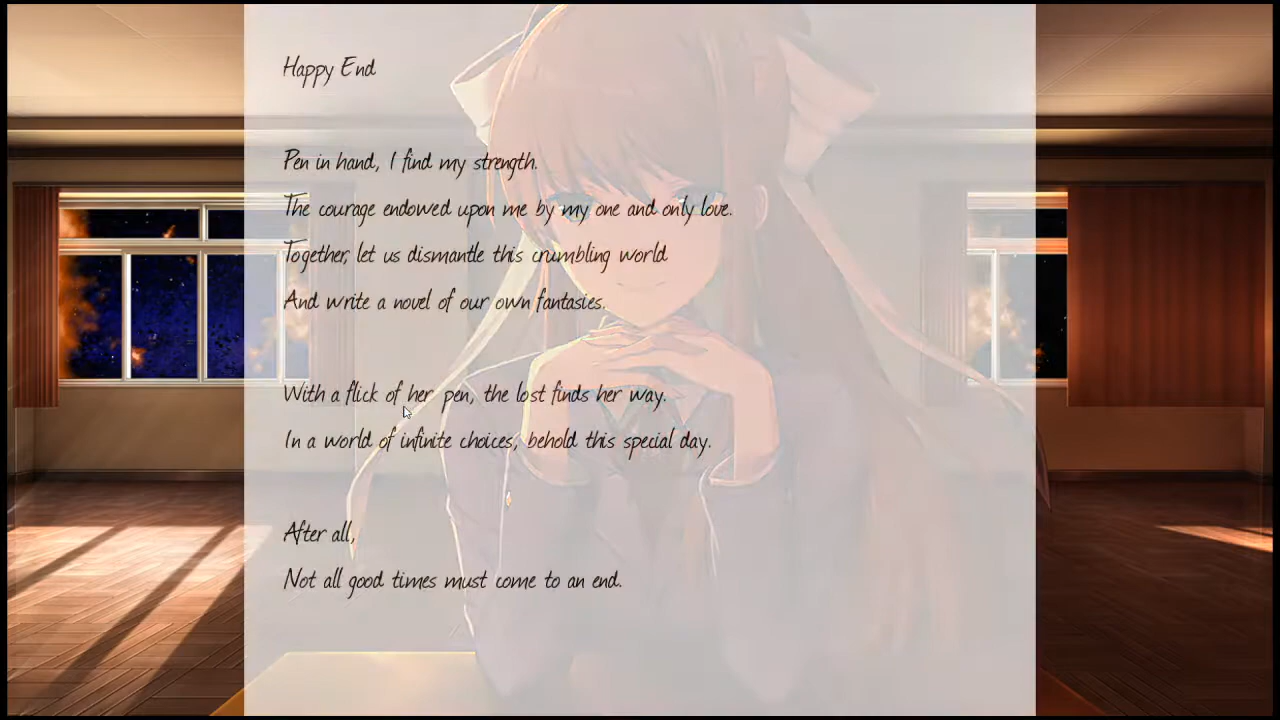 Happy End
Pen in hand, I find my strength.
The courage endowed upon me by my one and only love.
Together, let us dismantle this crumbling world
And write a novel of our own fantasies.
With a flick of her pen, the lost finds her way.
In a world of infinite choices, behold this special day.
After all,
Not all good times must come to an end.